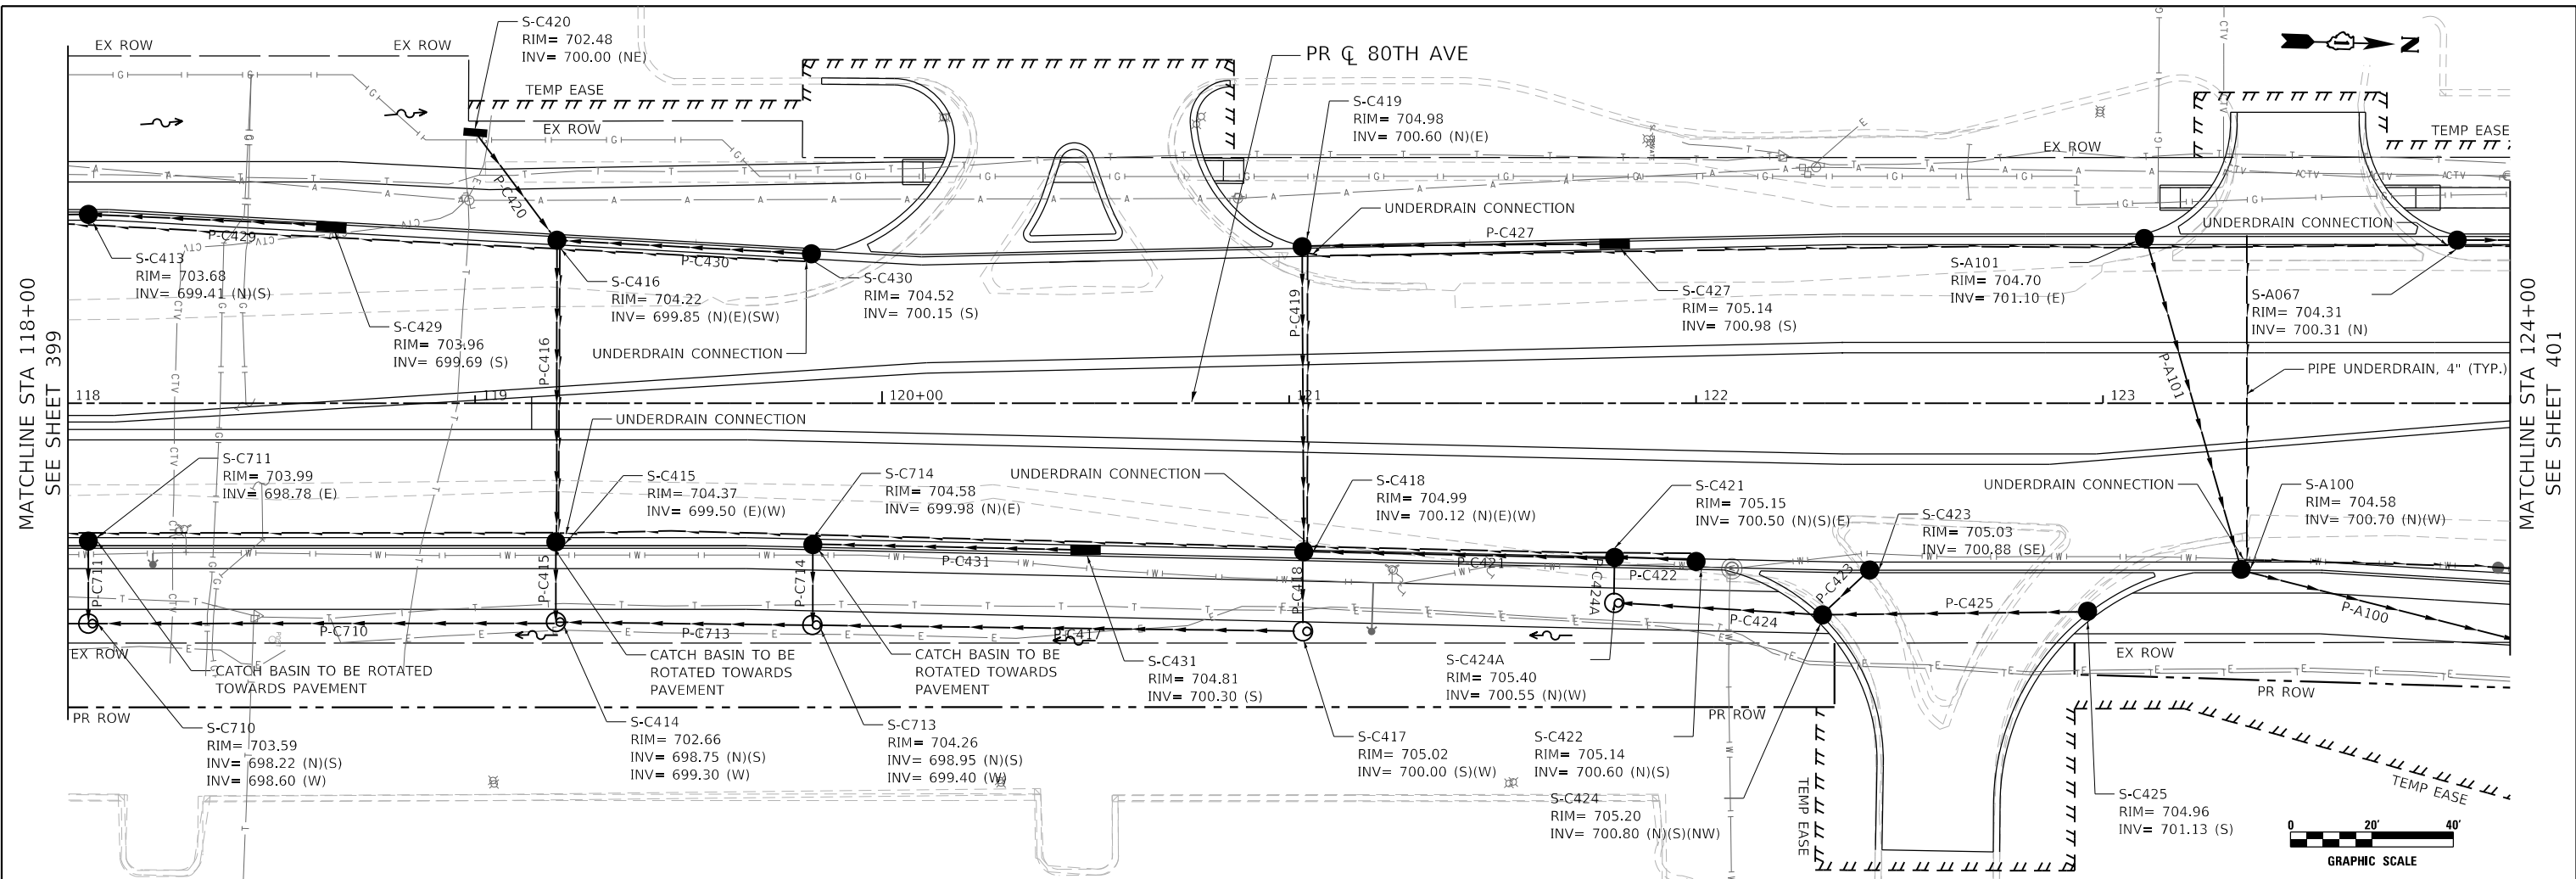 S-C420
RIM= 702.48
INV= 700.00 (NE)
EX ROW
EX ROW
TEMP EASE
EX ROW
PR ℄ 80TH AVE
N
S-C419
RIM= 704.98
INV= 700.60 (N)(E)
UNDERDRAIN CONNECTION
EX ROW
TEMP EASE
UNDERDRAIN CONNECTION
P-C420
P-C429
P-C430
P-C427
S-C413
RIM= 703.68
INV= 699.41 (N)(S)
S-C429
RIM= 703.96
INV= 699.69 (S)
S-C416
RIM= 704.22
INV= 699.85 (N)(E)(SW)
UNDERDRAIN CONNECTION
S-C430
RIM= 704.52
INV= 700.15 (S)
P-C419
S-C427
RIM= 705.14
INV= 700.98 (S)
S-A101
RIM= 704.70
INV= 701.10 (E)
S-A067
RIM= 704.31
INV= 700.31 (N)
P-C416
P-A101
PIPE UNDERDRAIN, 4" (TYP.)
MATCHLINE STA 118+00
SEE SHEET 399
MATCHLINE STA 124+00
SEE SHEET 401
118
119
120+00
121
122
123
UNDERDRAIN CONNECTION
S-C711
RIM= 703.99
INV= 698.78 (E)
S-C415
RIM= 704.37
INV= 699.50 (E)(W)
S-C714
RIM= 704.58
INV= 699.98 (N)(E)
UNDERDRAIN CONNECTION
S-C418
RIM= 704.99
INV= 700.12 (N)(E)(W)
S-C421
RIM= 705.15
INV= 700.50 (N)(S)(E)
S-C423
RIM= 705.03
INV= 700.88 (SE)
UNDERDRAIN CONNECTION
S-A100
RIM= 704.58
INV= 700.70 (N)(W)
P-C711
P-C415
P-C714
P-C431
P-C418
P-C421
P-C422
P-C424A
P-C423
P-C425
P-C424
P-A100
P-C710
P-C713
P-C417
EX ROW
CATCH BASIN TO BE ROTATED
TOWARDS PAVEMENT
CATCH BASIN TO BE
ROTATED TOWARDS
PAVEMENT
CATCH BASIN TO BE
ROTATED TOWARDS
PAVEMENT
S-C431
RIM= 704.81
INV= 700.30 (S)
S-C424A
RIM= 705.40
INV= 700.55 (N)(W)
EX ROW
PR ROW
PR ROW
PR ROW
S-C710
RIM= 703.59
INV= 698.22 (N)(S)
INV= 698.60 (W)
S-C414
RIM= 702.66
INV= 698.75 (N)(S)
INV= 699.30 (W)
S-C713
RIM= 704.26
INV= 698.95 (N)(S)
INV= 699.40 (W)
S-C417
RIM= 705.02
INV= 700.00 (S)(W)
S-C422
RIM= 705.14
INV= 700.60 (N)(S)
S-C424
RIM= 705.20
INV= 700.80 (N)(S)(NW)
TEMP EASE
S-C425
RIM= 704.96
INV= 701.13 (S)
TEMP EASE
0 20' 40'
GRAPHIC SCALE